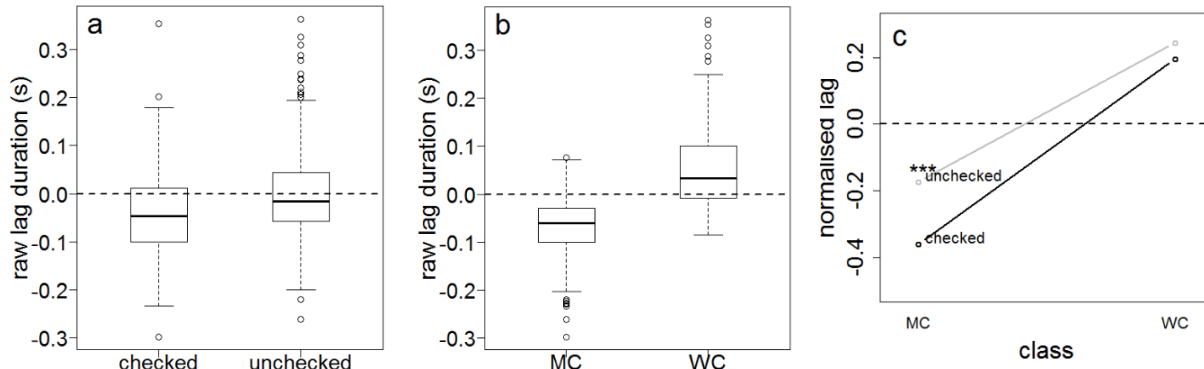 a
raw lag duration (s)
0.3
0.2
0.1
0.0
-0.1
-0.2
-0.3
checked
unchecked
b
raw lag duration (s)
0.3
0.2
0.1
0.0
-0.1
-0.2
-0.3
MC
WC
c
normalised lag
0.2
0.0
-0.2
-0.4
***
unchecked
checked
MC
WC
class